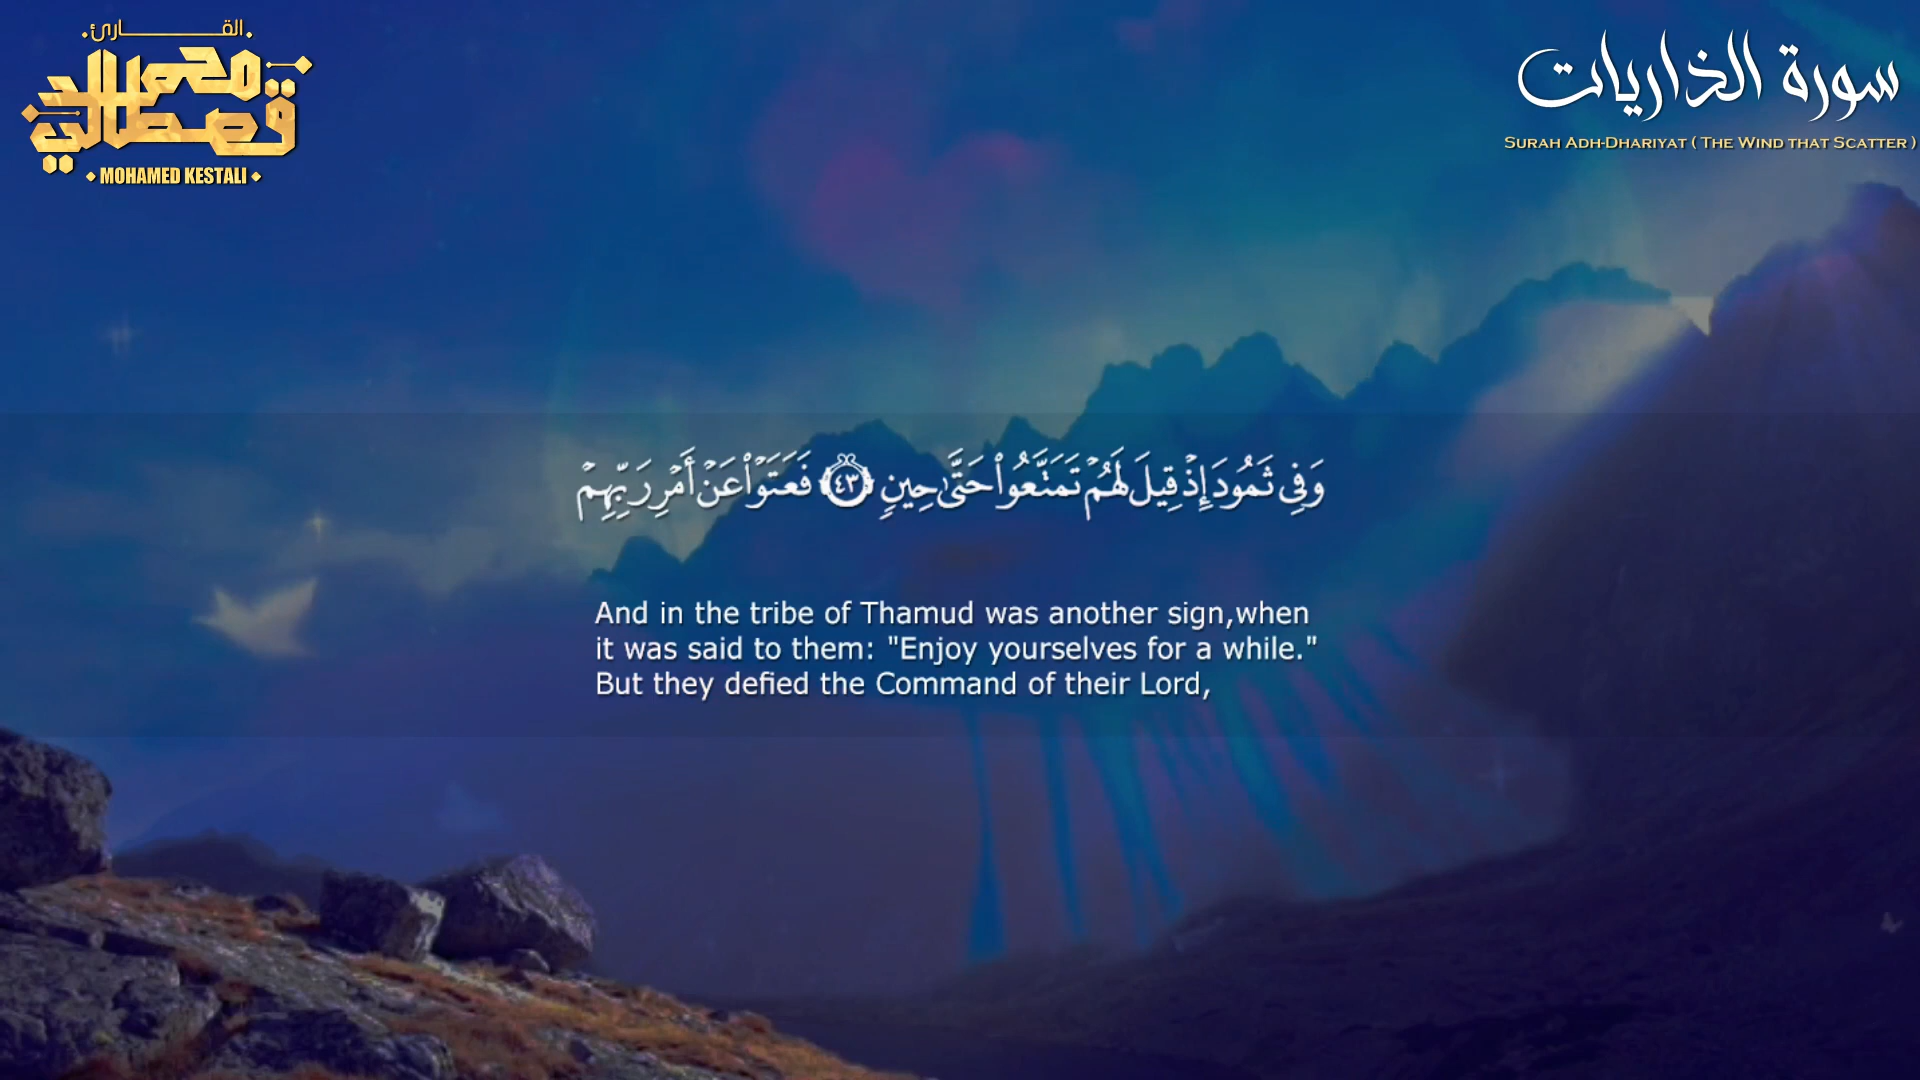 القارئ
محمد
قصطالي
MOHAMED KESTALI
سورة الذاريات
SURAH ADH-DHARIYAT ( THE WIND THAT SCATTER )
وَفِى ثَمُودَ إِذْ قِيلَ لَهُمْ تَمَتَّعُوا۟ حَتَّىٰ حِينٍ ٤٣ فَعَتَوْا۟ عَنْ أَمْرِ رَبِّهِمْ
And in the tribe of Thamud was another sign,when
it was said to them: "Enjoy yourselves for a while."
But they defied the Command of their Lord,